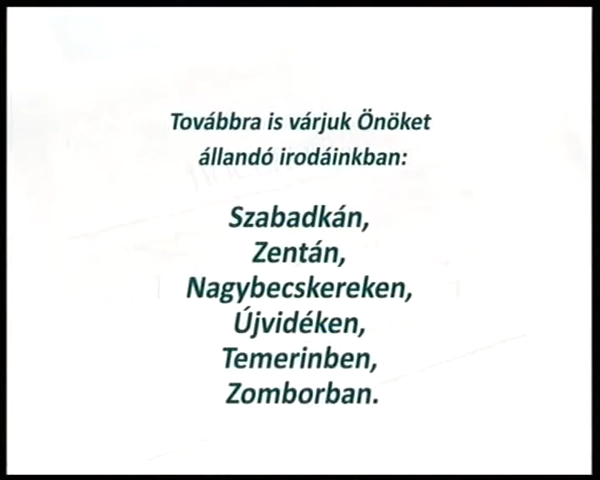 Továbbra is várjuk Önöket
állandó irodáinkban:
Szabadkán,
Zentán,
Nagybecskereken,
Újvidéken,
Temerinben,
Zomborban.